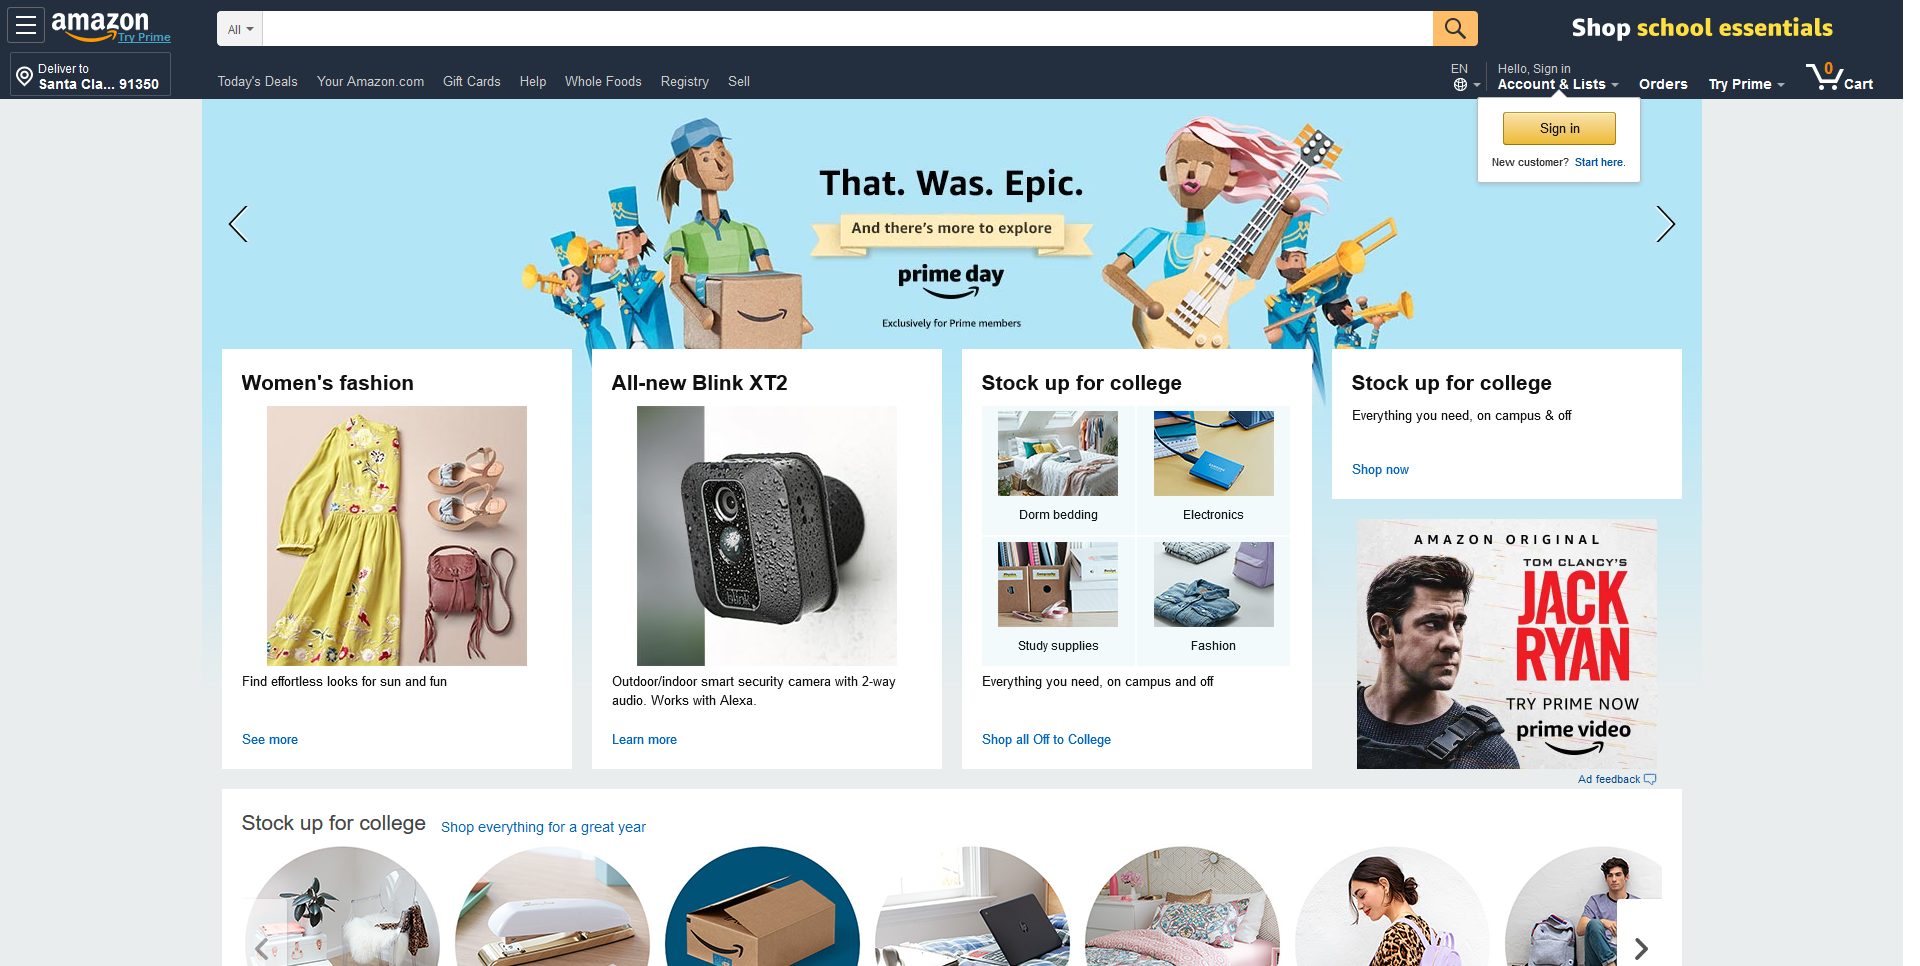 amazon
Try Prime
All
Shop school essentials
Deliver to
Santa Cla... 91350
Today's Deals
Your Amazon.com
Gift Cards
Help
Whole Foods
Registry
Sell
EN
Hello, Sign in
Account & Lists
Orders
Try Prime
0
Cart
Sign in
New customer? Start here.
That. Was. Epic.
And there's more to explore
prime day
Exclusively for Prime members
Women's fashion
Find effortless looks for sun and fun
See more
All-new Blink XT2
blink
Outdoor/indoor smart security camera with 2-way
audio. Works with Alexa.
Learn more
Stock up for college
Dorm bedding
Electronics
Study supplies
Fashion
Everything you need, on campus and off
Shop all Off to College
Stock up for college
Everything you need, on campus & off
Shop now
AMAZON ORIGINAL
TOM CLANCY'S
JACK
RYAN
TRY PRIME NOW
prime video
Ad feedback
Stock up for college
Shop everything for a great year